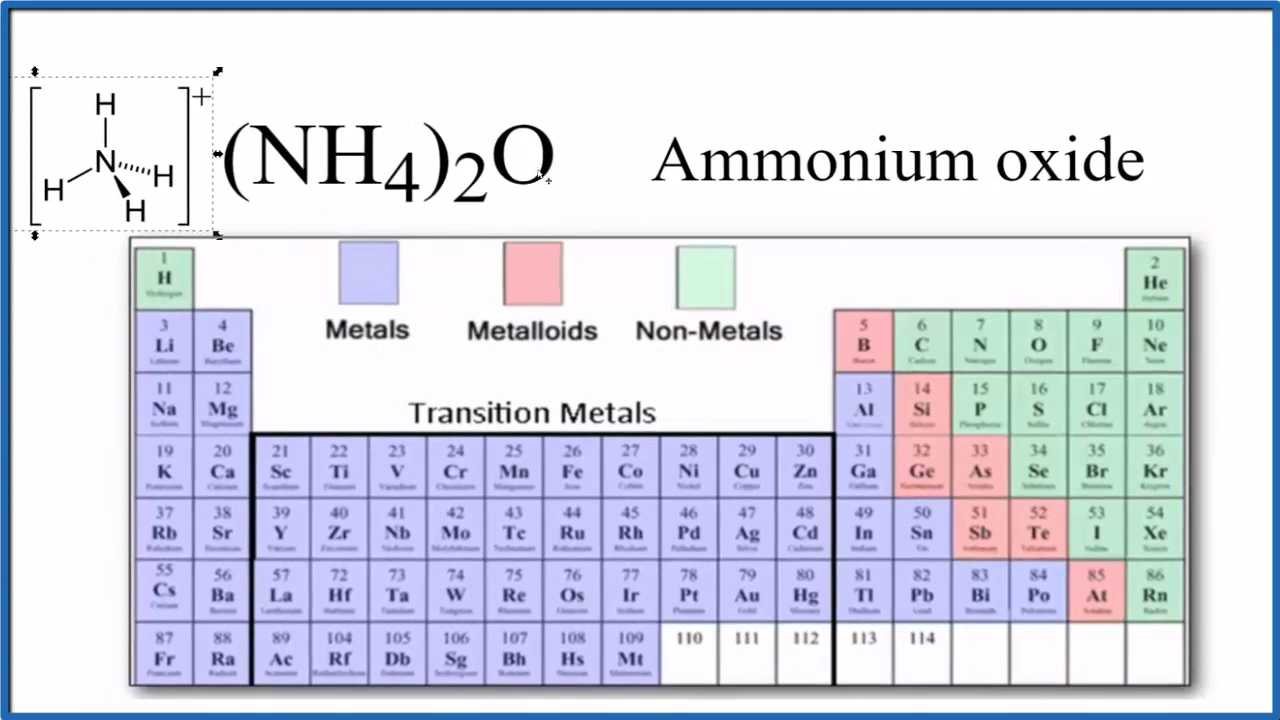 H
+
N
H
H
H
(NH₄)₂O
Ammonium oxide
1
2
H
He
Metals
Metalloids
Non-Metals
3 4 5 6 7 8 9 10
Li Be B C N O F Ne
11 12 13 14 15 16 17 18
Na Mg Al Si P S Cl Ar
Transition Metals
19 20 21 22 23 24 25 26 27 28 29 30 31 32 33 34 35 36
K Ca Sc Ti V Cr Mn Fe Co Ni Cu Zn Ga Ge As Se Br Kr
37 38 39 40 41 42 43 44 45 46 47 48 49 50 51 52 53 54
Rb Sr Y Zr Nb Mo Tc Ru Rh Pd Ag Cd In Sn Sb Te I Xe
55 56 57 72 73 74 75 76 77 78 79 80 81 82 83 84 85 86
Cs Ba La Hf Ta W Re Os Ir Pt Au Hg Tl Pb Bi Po At Rn
87 88 89 104 105 106 107 108 109 110 111 112 113 114
Fr Ra Ac Rf Db Sg Bh Hs Mt